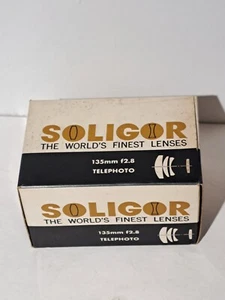 SOLIGOR
THE WORLD'S FINEST LENSES
135mm f2.8
TELEPHOTO
SOLIGOR
THE WORLD'S FINEST LENSES
135mm f2.8
TELEPHOTO